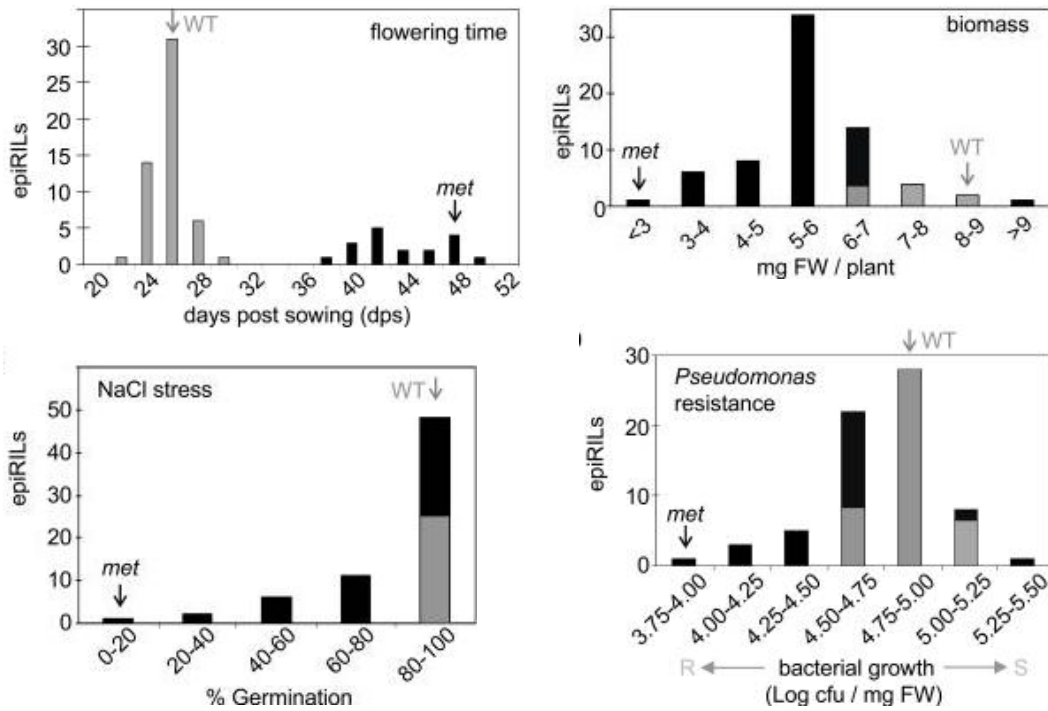 WT
flowering time
epiRILs
30
25
20
15
10
5
0
met
20
24
28
32
36
40
44
48
52
days post sowing (dps)
biomass
epiRILs
30
20
10
0
met
WT
<3
3-4
4-5
5-6
6-7
7-8
8-9
>9
mg FW / plant
NaCl stress
WT
epiRILs
50
40
30
20
10
0
met
0-20
20-40
40-60
60-80
80-100
% Germination
WT
Pseudomonas
resistance
epiRILs
30
20
10
0
met
3.75-4.00
4.00-4.25
4.25-4.50
4.50-4.75
4.75-5.00
5.00-5.25
5.25-5.50
R bacterial growth S
(Log cfu / mg FW)